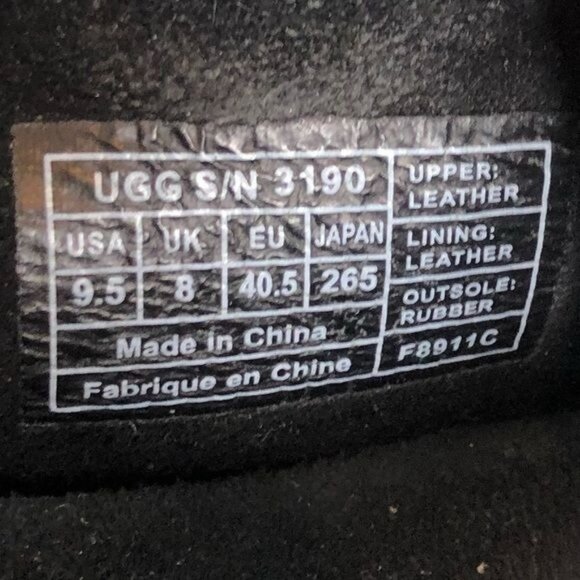 UGG S/N 3190
USA UK EU JAPAN
9.5 8 40.5 265
Made in China
Fabrique en Chine
UPPER:
LEATHER
LINING:
LEATHER
OUTSOLE:
RUBBER
F8911C